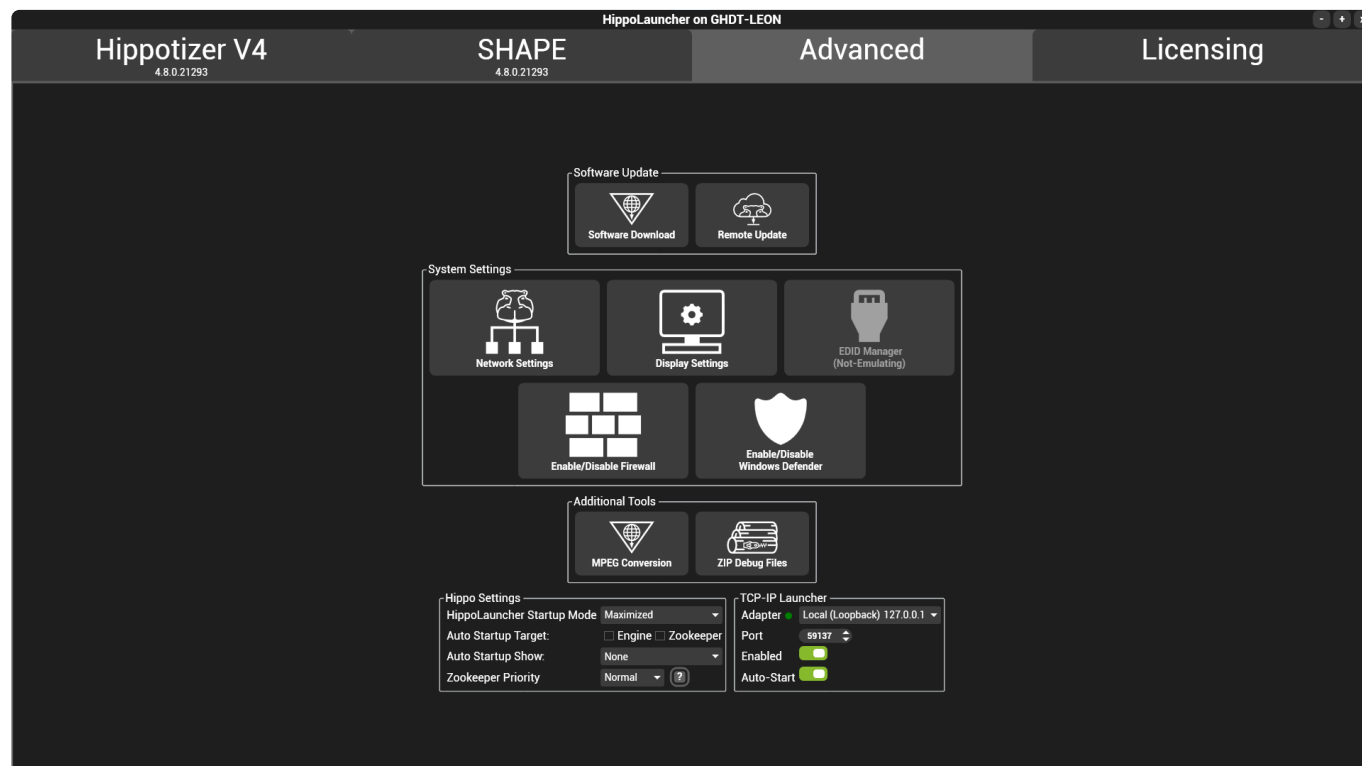 HippoLauncher on GHDT-LEON
- + x
Hippotizer V4
4.8.0.21293
SHAPE
4.8.0.21293
Advanced
Licensing
Software Update
Software Download
Remote Update
System Settings
Network Settings
Display Settings
EDID Manager
(Not-Emulating)
Enable/Disable Firewall
Enable/Disable
Windows Defender
Additional Tools
MPEG Conversion
ZIP Debug Files
Hippo Settings
HippoLauncher Startup Mode Maximized
Auto Startup Target: Engine Zookeeper
Auto Startup Show: None
Zookeeper Priority Normal ?
TCP-IP Launcher
Adapter Local (Loopback) 127.0.0.1
Port 59137
Enabled
Auto-Start